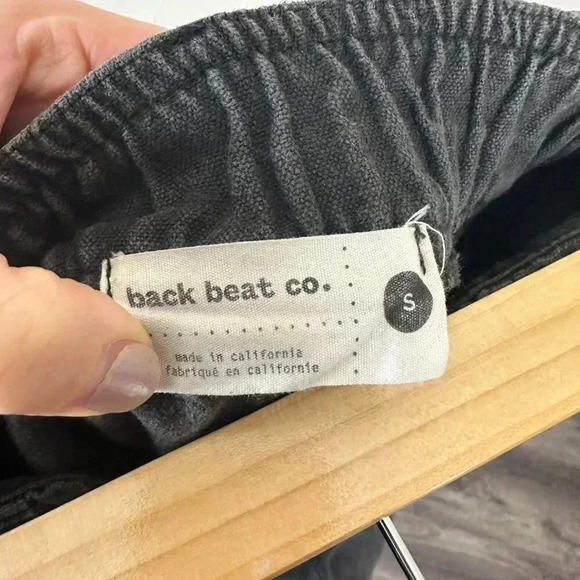 back beat co.
S
made in california
fabriqué en californie